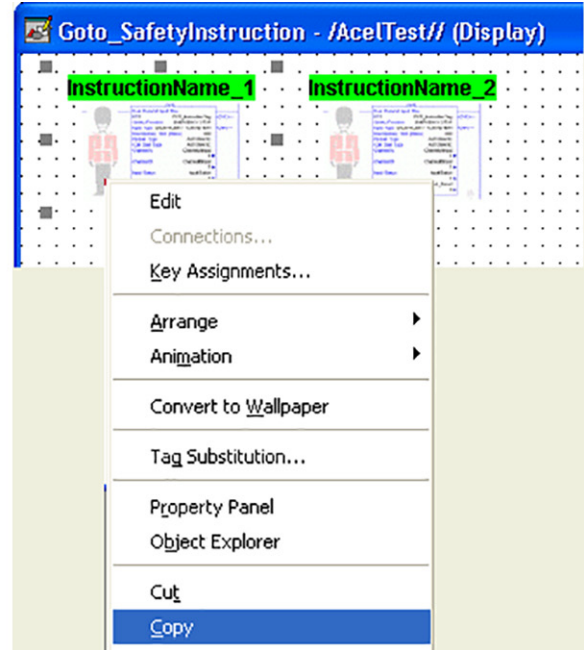 Goto_SafetyInstruction - /AcelTest// (Display)
InstructionName_1 InstructionName_2
Edit
Connections...
Key Assignments...
Arrange
Animation
Convert to Wallpaper
Tag Substitution...
Property Panel
Object Explorer
Cut
Copy